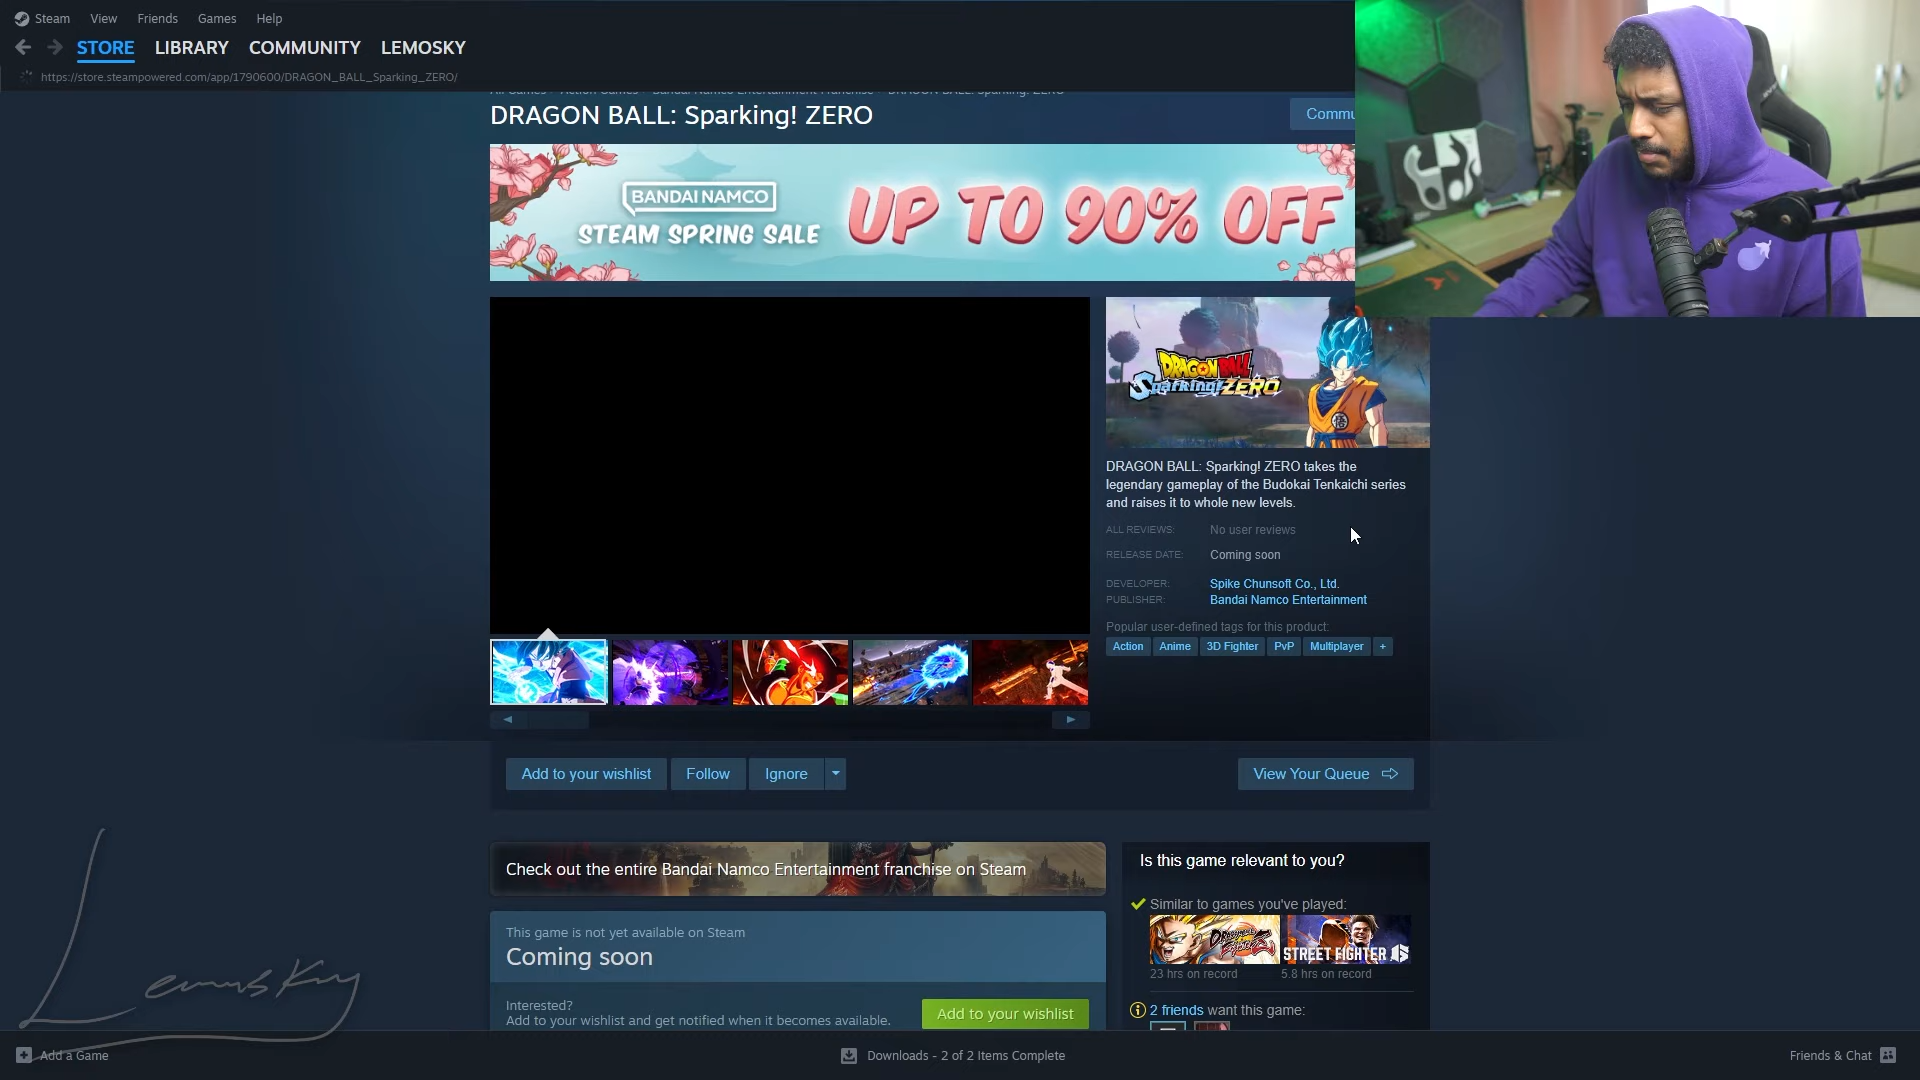 Steam View Friends Games Help
STORE LIBRARY COMMUNITY LEMOSKY
https://store.steampowered.com/app/1790600/DRAGON_BALL_Sparking_ZERO/
DRAGON BALL: Sparking! ZERO
Commu
BANDAI NAMCO
STEAM SPRING SALE
UP TO 90% OFF
DRAGON BALL
Sparking! ZERO
DRAGON BALL: Sparking! ZERO takes the
legendary gameplay of the Budokai Tenkaichi series
and raises it to whole new levels.
ALL REVIEWS: No user reviews
RELEASE DATE: Coming soon
DEVELOPER: Spike Chunsoft Co., Ltd.
PUBLISHER: Bandai Namco Entertainment
Popular user-defined tags for this product:
Action Anime 3D Fighter PvP Multiplayer +
Add to your wishlist Follow Ignore
View Your Queue
Check out the entire Bandai Namco Entertainment franchise on Steam
This game is not yet available on Steam
Coming soon
Interested?
Add to your wishlist and get notified when it becomes available.
Add to your wishlist
Is this game relevant to you?
Similar to games you've played:
STREET FIGHTER 6
23 hrs on record 5.8 hrs on record
2 friends want this game:
Lemosky
Add a Game
Downloads - 2 of 2 Items Complete
Friends & Chat